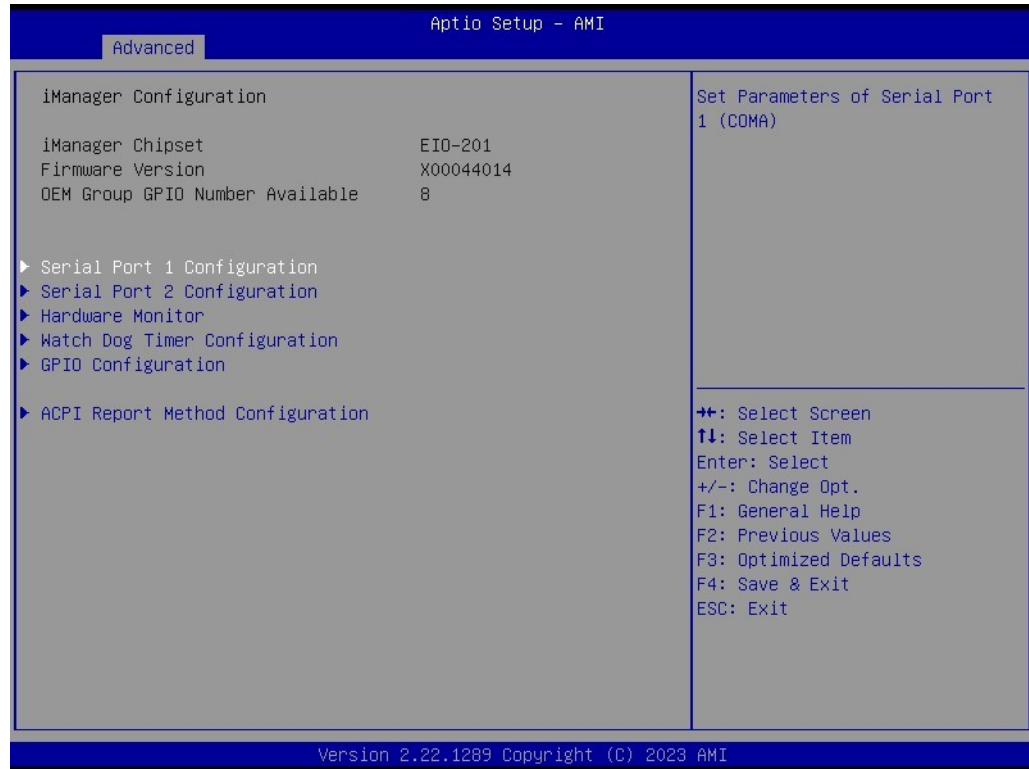 Aptio Setup – AMI
Advanced
iManager Configuration
iManager Chipset EIO-201
Firmware Version X00044014
OEM Group GPIO Number Available 8
Serial Port 1 Configuration
Serial Port 2 Configuration
Hardware Monitor
Watch Dog Timer Configuration
GPIO Configuration
ACPI Report Method Configuration
Set Parameters of Serial Port
1 (COMA)
→←: Select Screen
↑↓: Select Item
Enter: Select
+/-: Change Opt.
F1: General Help
F2: Previous Values
F3: Optimized Defaults
F4: Save & Exit
ESC: Exit
Version 2.22.1289 Copyright (C) 2023 AMI